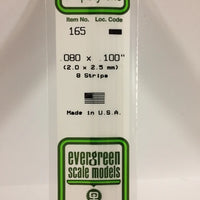 Item No. Loc. Code
165
.080 x .100"
(2.0 x 2.5 mm)
8 Strips
Made in U.S.A.
evergreen
scale models